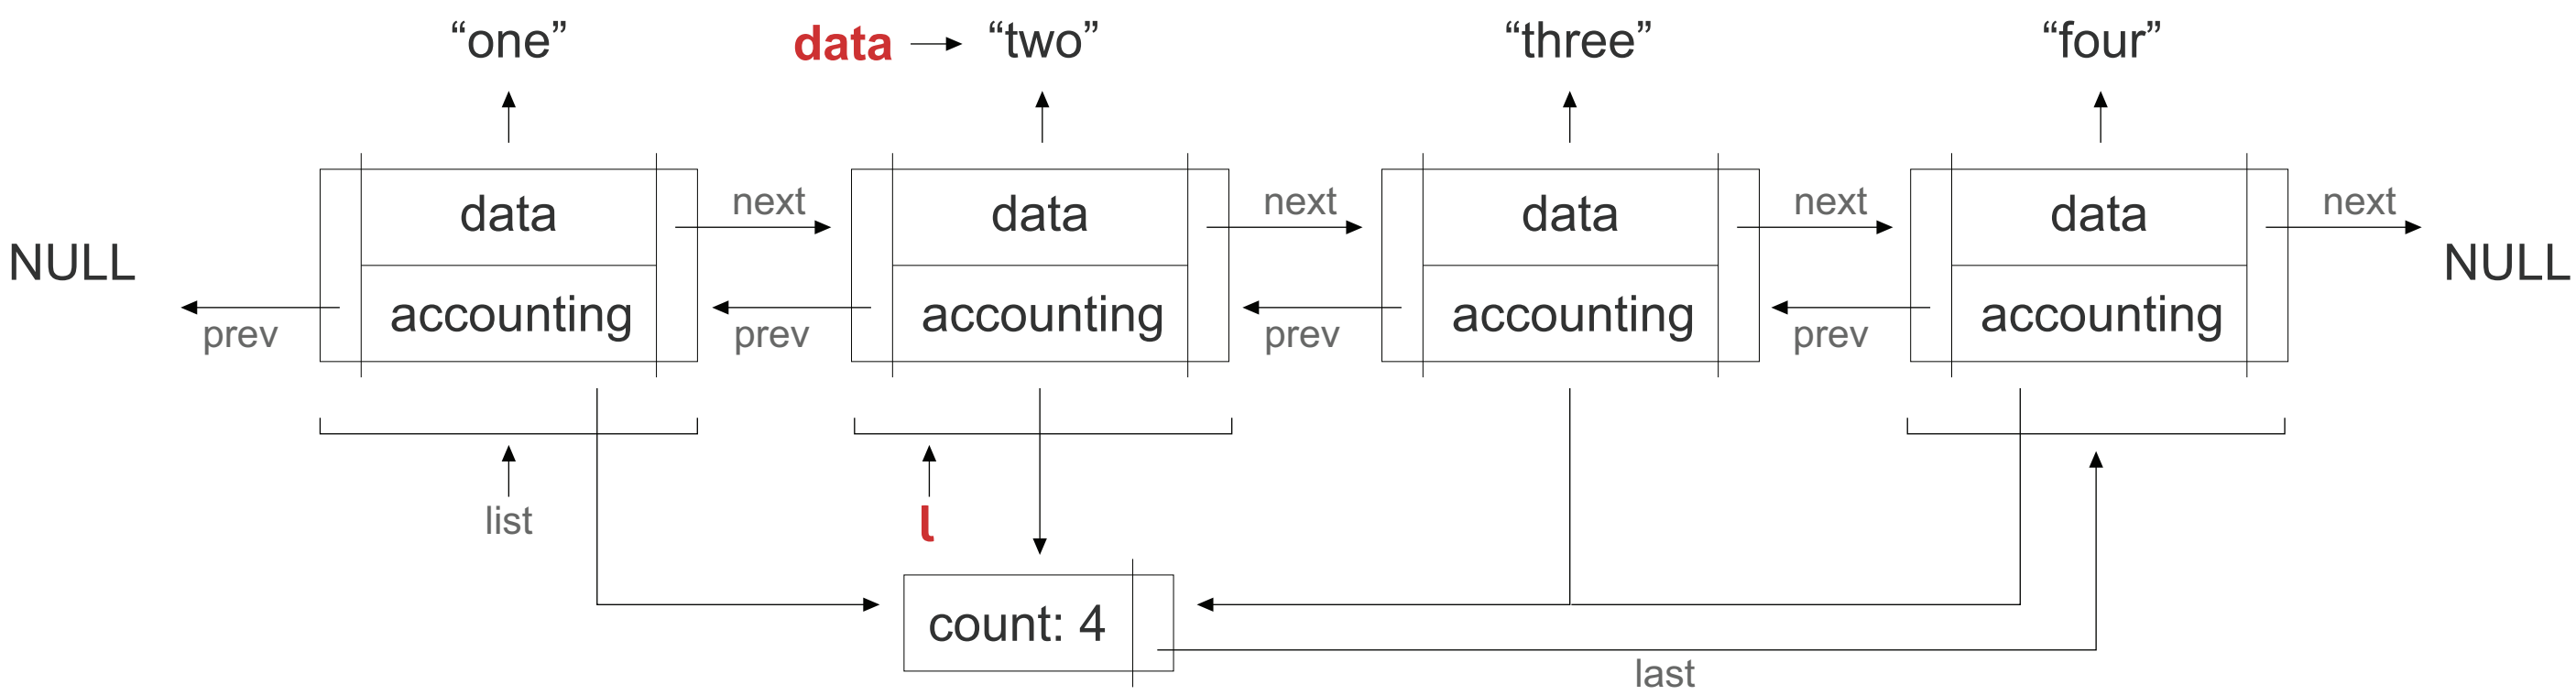 “one”
data
“two”
“three”
“four”
data
next
data
next
data
next
data
next
NULL
NULL
accounting
accounting
accounting
accounting
prev
prev
prev
prev
list
l
count: 4
last